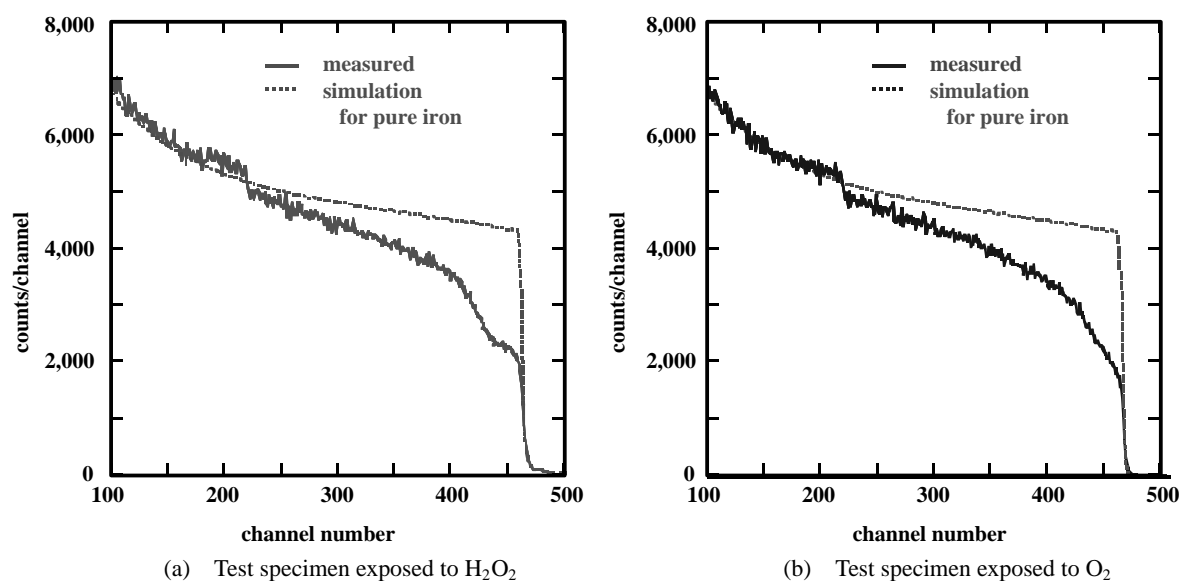 8,000
6,000
4,000
2,000
0
counts/channel
measured
simulation
for pure iron
100
200
300
400
500
channel number
(a) Test specimen exposed to H₂O₂
8,000
6,000
4,000
2,000
0
counts/channel
measured
simulation
for pure iron
100
200
300
400
500
channel number
(b) Test specimen exposed to O₂